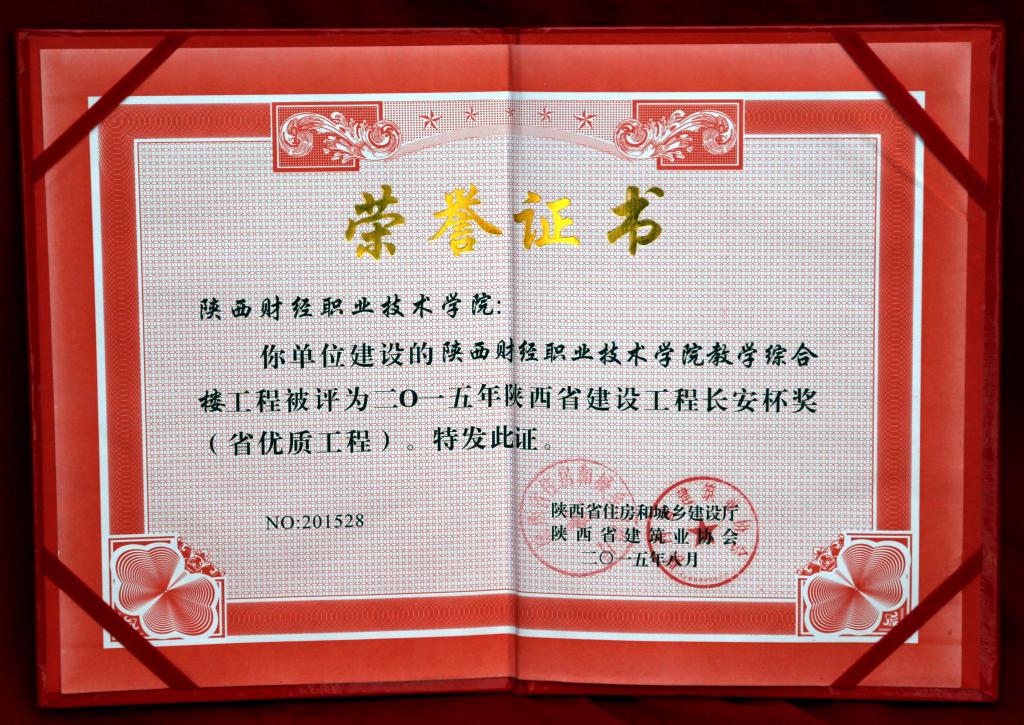 荣誉证书
陕西财经职业技术学院:
你单位建设的陕西财经职业技术学院教学综合
楼工程被评为二O一五年陕西省建设工程长安杯奖
(省优质工程)。特发此证。
NO:201528
陕西省住房和城乡建设厅
陕西省建筑业协会
二〇一五年八月